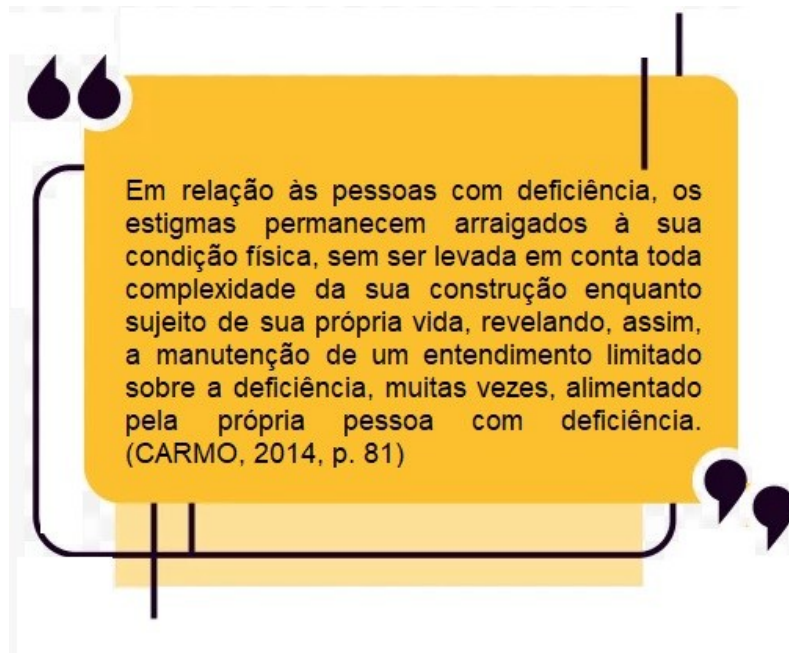 Em relação às pessoas com deficiência, os
estigmas permanecem arraigados à sua
condição física, sem ser levada em conta toda
complexidade da sua construção enquanto
sujeito de sua própria vida, revelando, assim,
a manutenção de um entendimento limitado
sobre a deficiência, muitas vezes, alimentado
pela própria pessoa com deficiência.
(CARMO, 2014, p. 81)